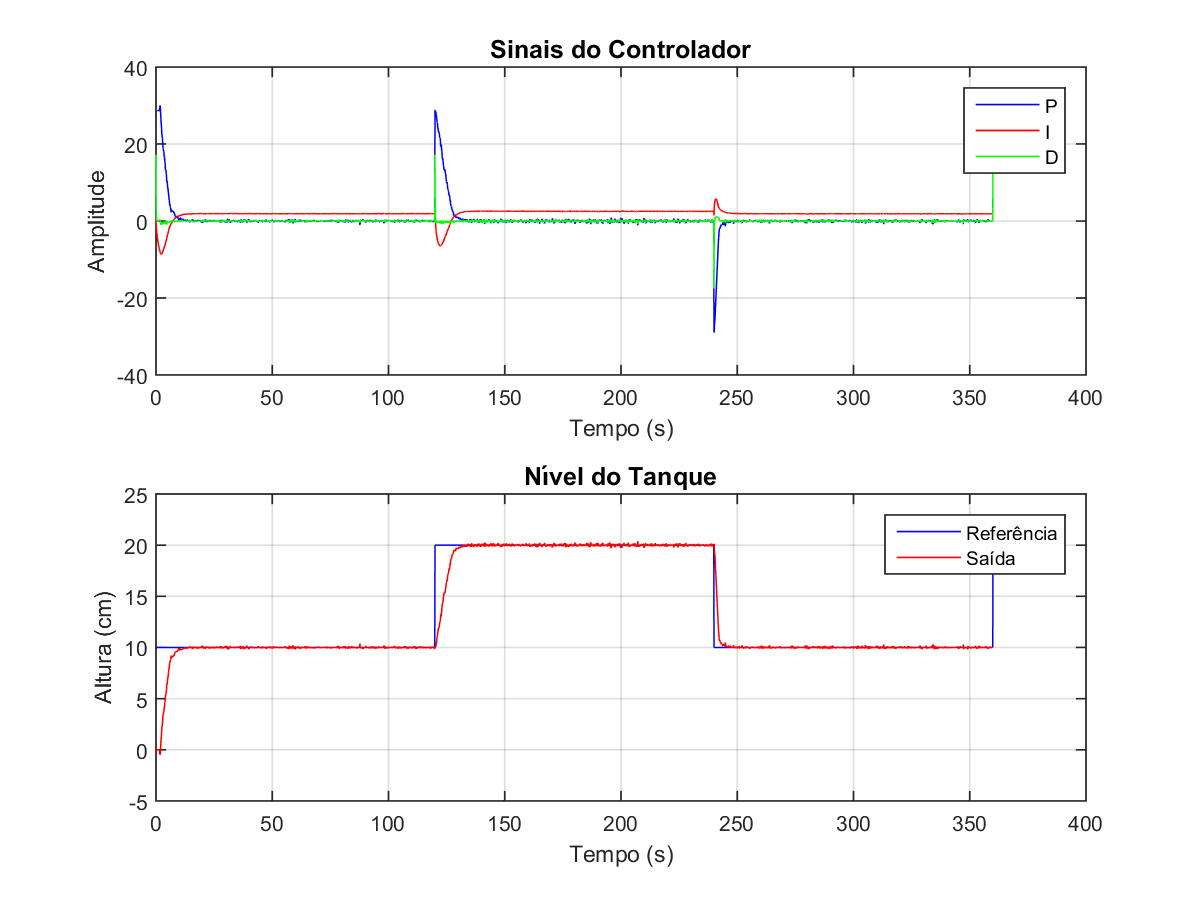 Sinais do Controlador
40
20
0
-20
-40
Amplitude
P
I
D
0 50 100 150 200 250 300 350 400
Tempo (s)
Nível do Tanque
25
20
15
10
5
0
-5
Altura (cm)
Referência
Saída
0 50 100 150 200 250 300 350 400
Tempo (s)